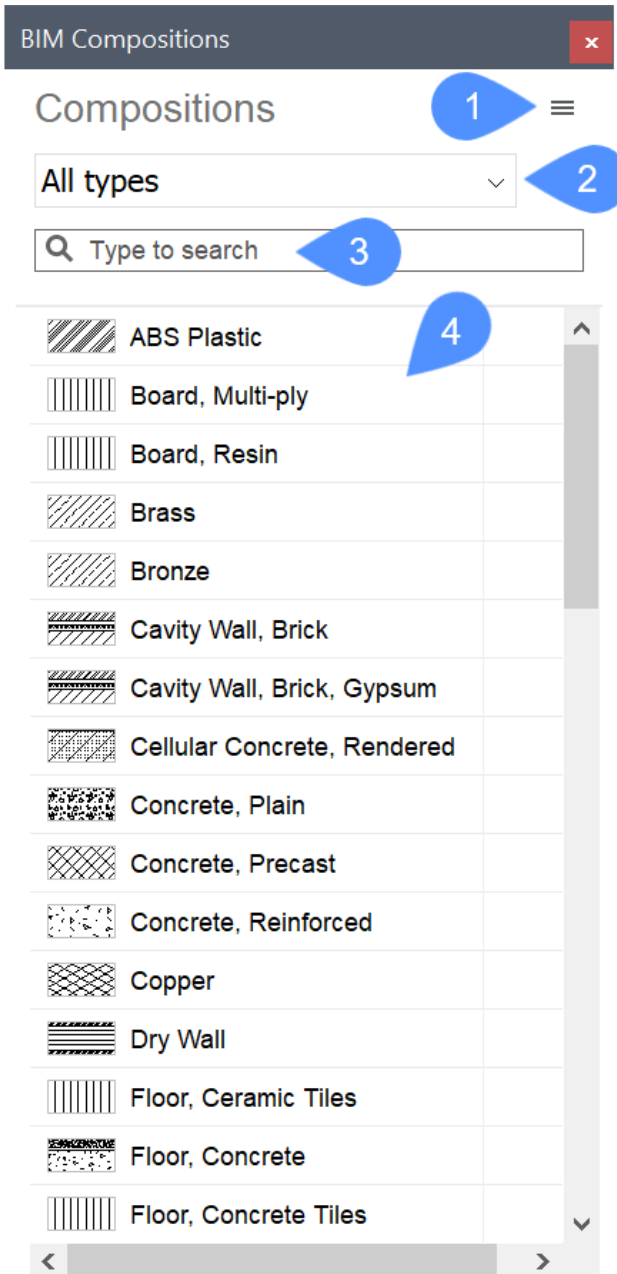 BIM Compositions
x
Compositions
1
All types
2
Type to search
3
4
ABS Plastic
Board, Multi-ply
Board, Resin
Brass
Bronze
Cavity Wall, Brick
Cavity Wall, Brick, Gypsum
Cellular Concrete, Rendered
Concrete, Plain
Concrete, Precast
Concrete, Reinforced
Copper
Dry Wall
Floor, Ceramic Tiles
Floor, Concrete
Floor, Concrete Tiles